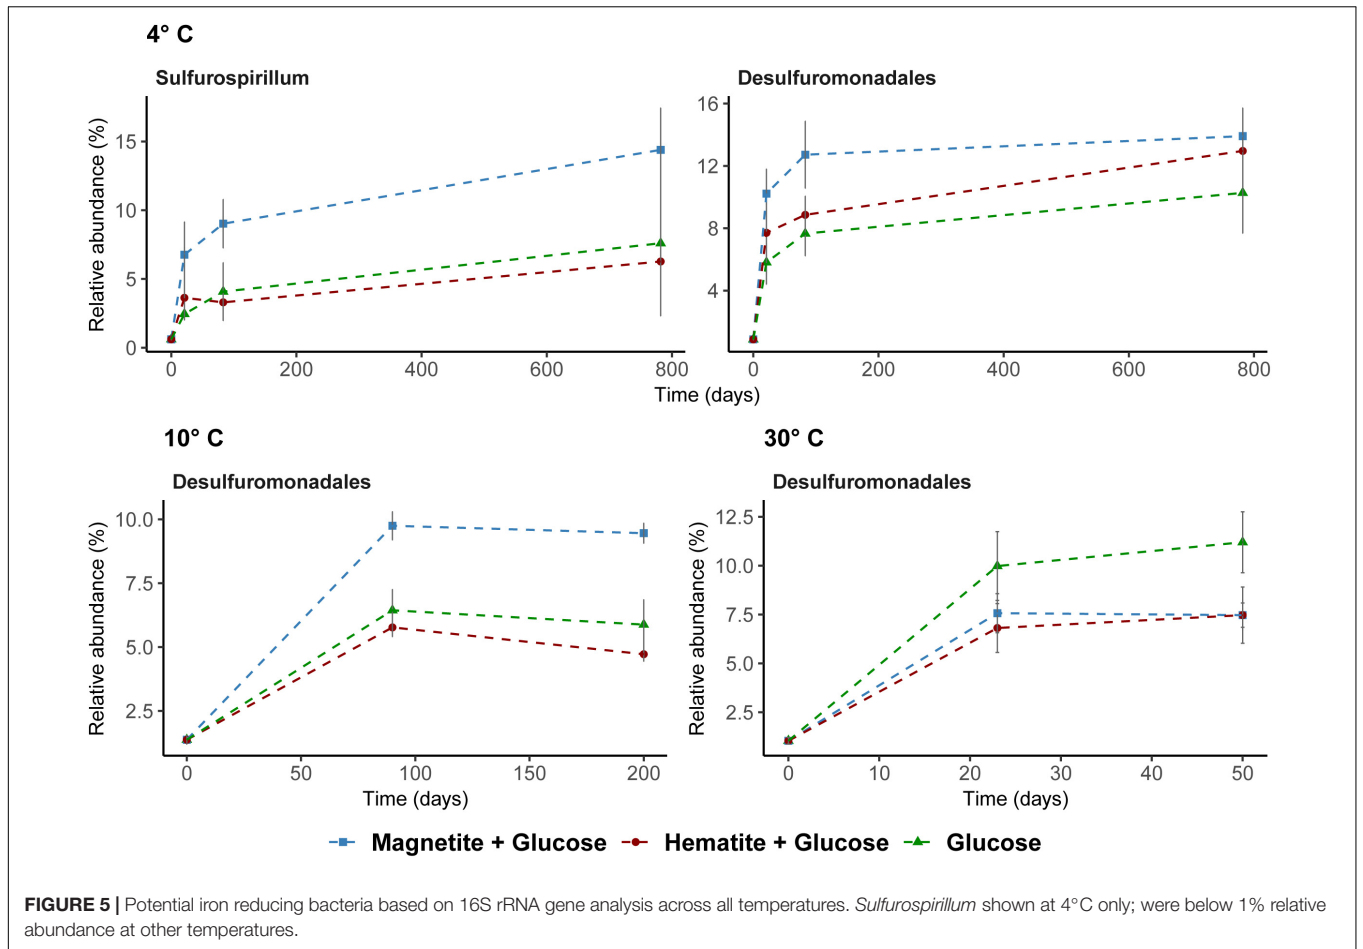 4° C
Sulfurospirillum
Desulfuromonadales
Relative abundance (%)
15
10
5
0
0 200 400 600 800
16
12
8
4
0 200 400 600 800
Time (days)
10° C
30° C
Desulfuromonadales
Desulfuromonadales
Relative abundance (%)
10.0
7.5
5.0
2.5
0 50 100 150 200
Time (days)
Relative abundance (%)
12.5
10.0
7.5
5.0
2.5
0 10 20 30 40 50
Time (days)
Magnetite + Glucose Hematite + Glucose Glucose
FIGURE 5 | Potential iron reducing bacteria based on 16S rRNA gene analysis across all temperatures. Sulfurospirillum shown at 4°C only; were below 1% relative
abundance at other temperatures.